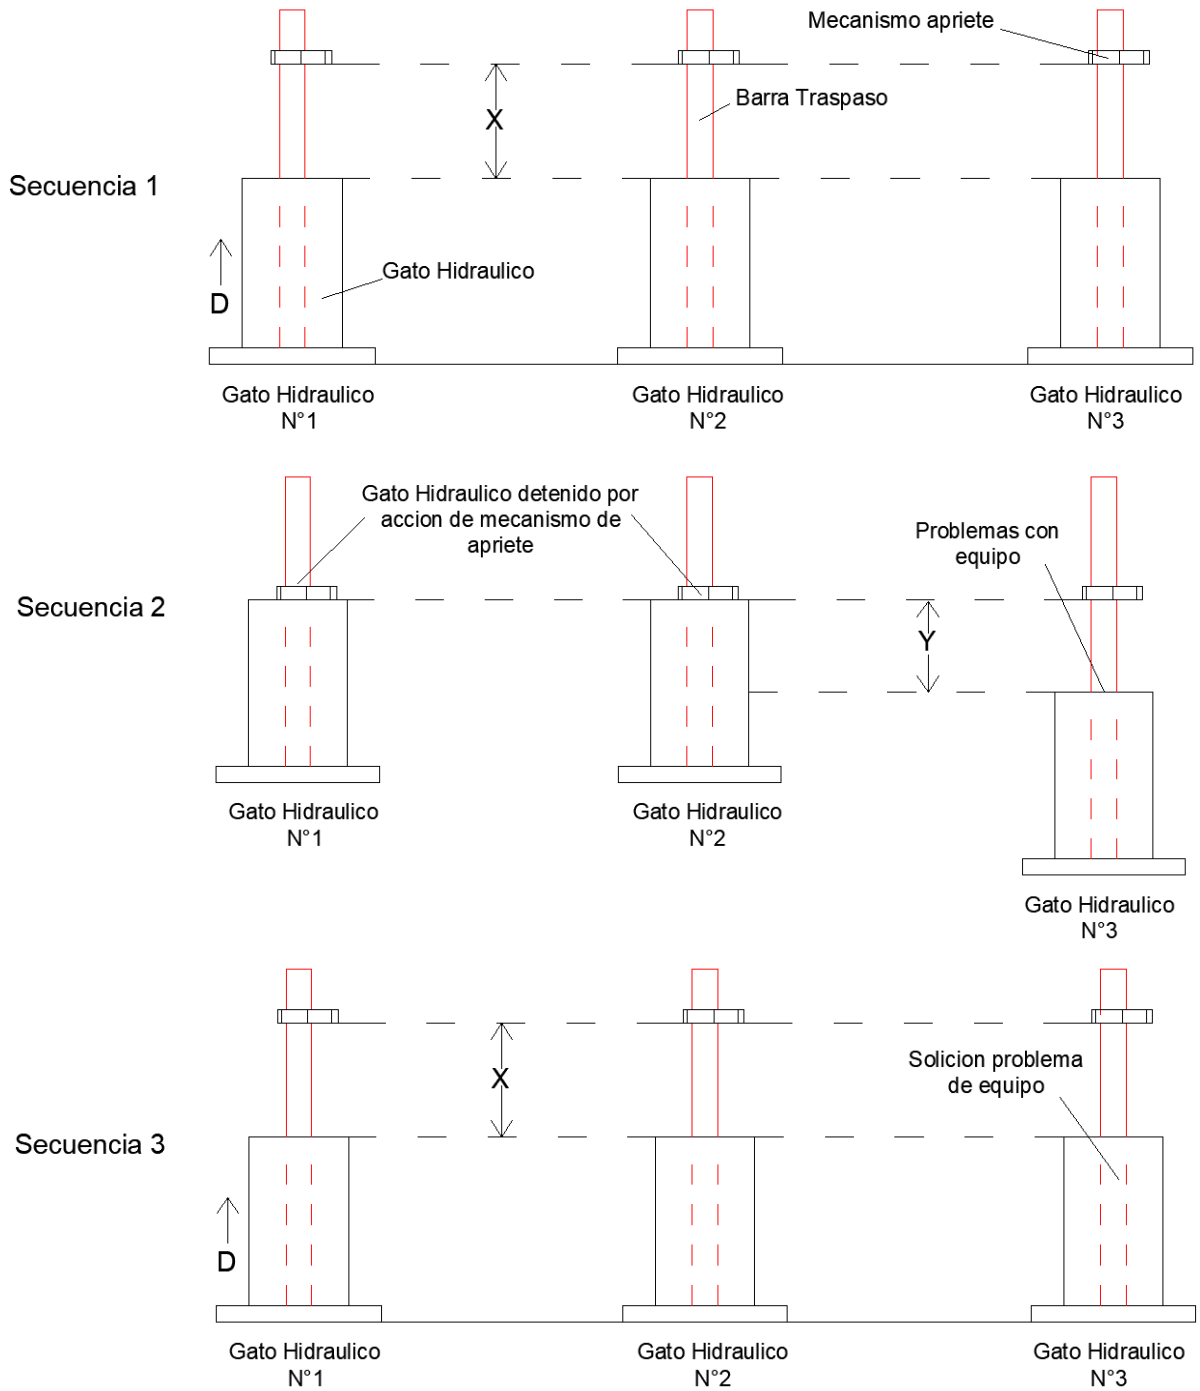 Mecanismo apriete
Barra Traspaso
X
Secuencia 1
Gato Hidraulico
D
Gato Hidraulico
N°1
Gato Hidraulico
N°2
Gato Hidraulico
N°3
Gato Hidraulico detenido por
accion de mecanismo de
apriete
Problemas con
equipo
Secuencia 2
Y
Gato Hidraulico
N°1
Gato Hidraulico
N°2
Gato Hidraulico
N°3
X
Solicion problema
de equipo
Secuencia 3
D
Gato Hidraulico
N°1
Gato Hidraulico
N°2
Gato Hidraulico
N°3